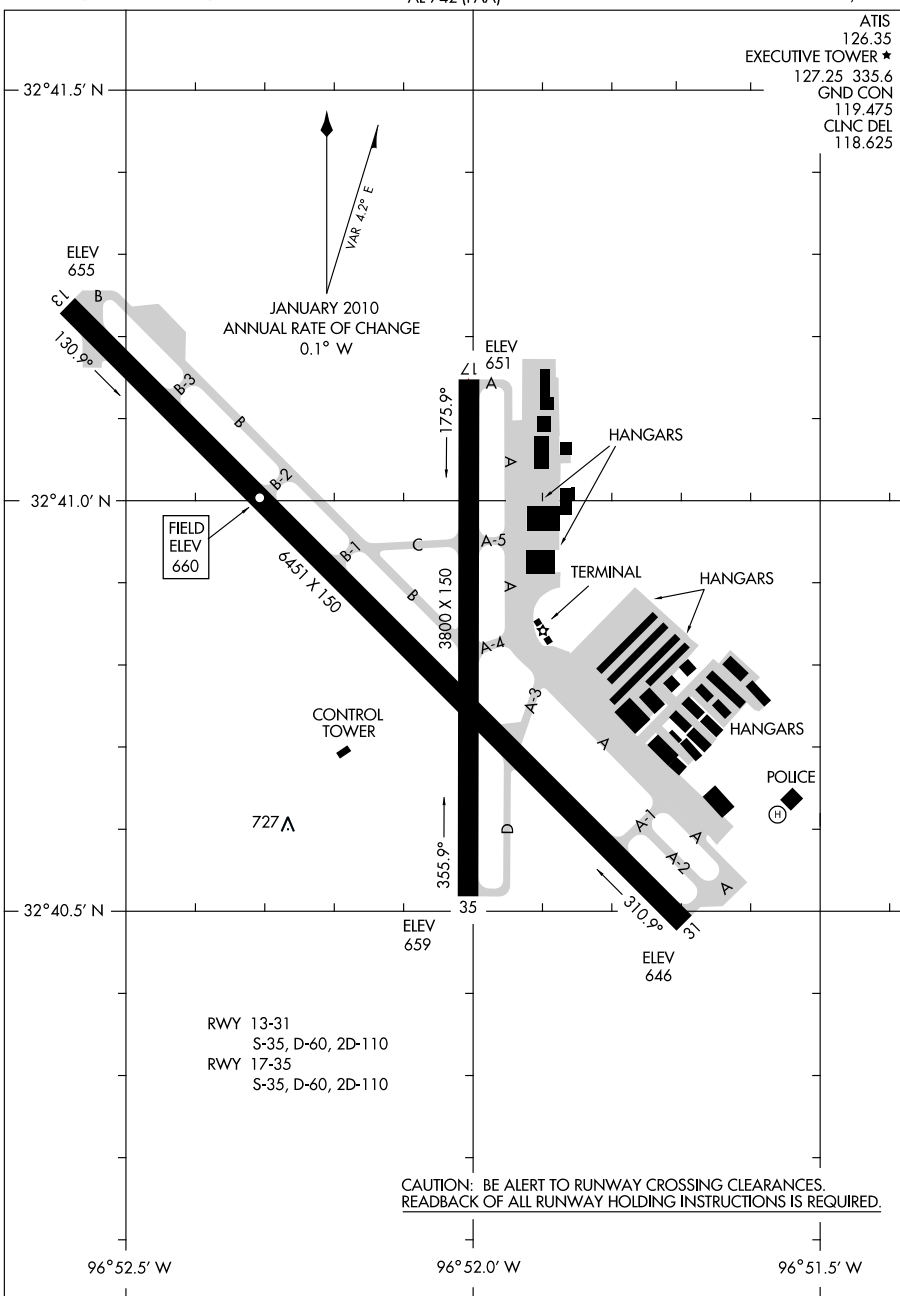 AL-942 (FAA)
ATIS
126.35
EXECUTIVE TOWER ★
127.25 335.6
GND CON
119.475
CLNC DEL
118.625
32°41.5' N
VAR 4.2° E
JANUARY 2010
ANNUAL RATE OF CHANGE
0.1° W
ELEV
655
13
B
130.9°
B-3
B
B-2
ELEV
651
17
A
175.9°
A
HANGARS
32°41.0' N
FIELD
ELEV
660
6451 X 150
B-1
C
A-5
B
3800 X 150
A
TERMINAL
HANGARS
A-4
A-3
CONTROL
TOWER
A
HANGARS
727
POLICE
H
355.9°
D
A-1
A
A-2
A
32°40.5' N
35
310.9°
31
ELEV
659
ELEV
646
RWY 13-31
S-35, D-60, 2D-110
RWY 17-35
S-35, D-60, 2D-110
CAUTION: BE ALERT TO RUNWAY CROSSING CLEARANCES.
READBACK OF ALL RUNWAY HOLDING INSTRUCTIONS IS REQUIRED.
96°52.5' W
96°52.0' W
96°51.5' W